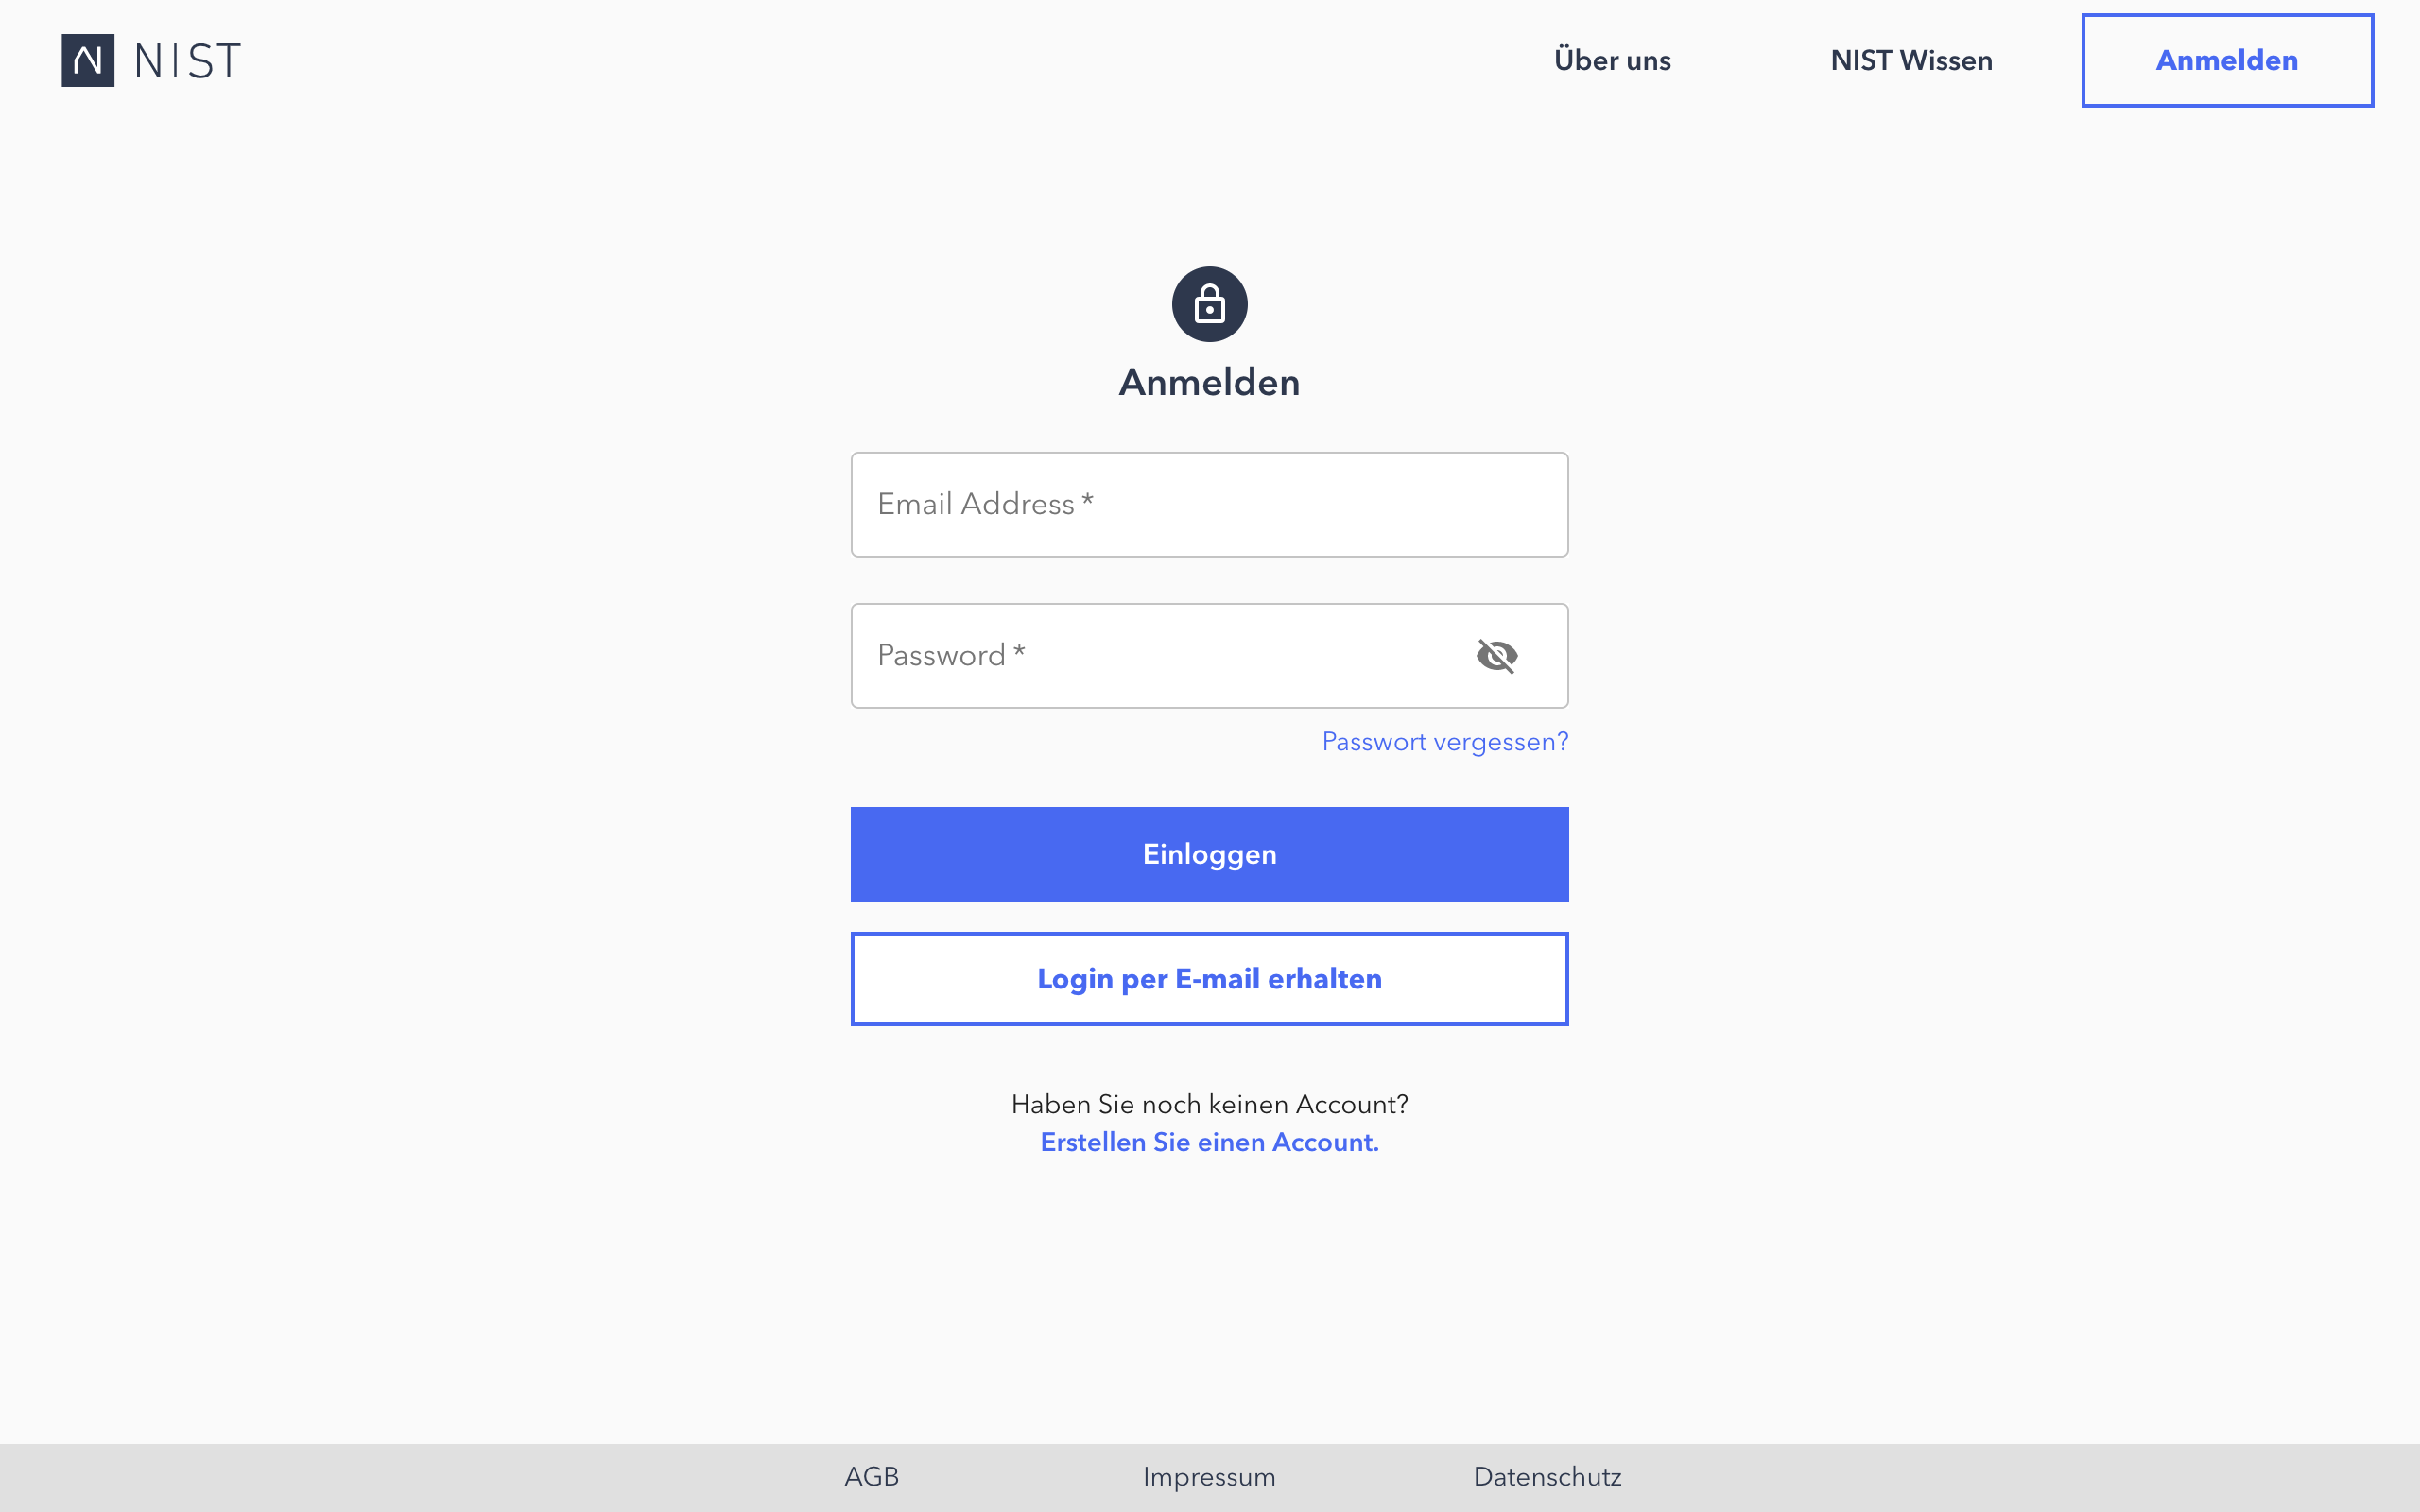 NIST
Über uns
NIST Wissen
Anmelden
Anmelden
Email Address *
Password *
Passwort vergessen?
Einloggen
Login per E-mail erhalten
Haben Sie noch keinen Account?
Erstellen Sie einen Account.
AGB
Impressum
Datenschutz